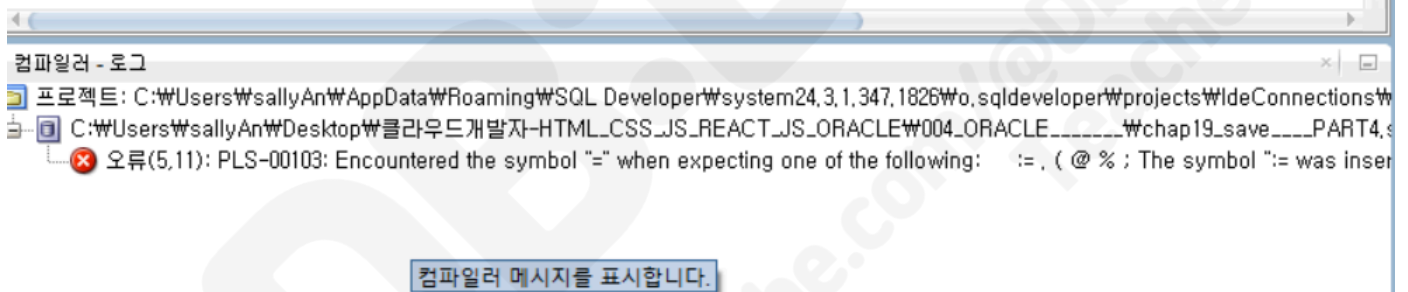 컴파일러 - 로그
프로젝트: C:₩Users₩sallyAn₩AppData₩Roaming₩SQL Developer₩system24,3,1,347,1826₩o,sqldeveloper₩projects₩IdeConnections₩
C:₩Users₩sallyAn₩Desktop₩클라우드개발자-HTML_CSS_JS_REACT_JS_ORACLE₩004_ORACLE_______₩chap19_save____PART4,s
오류(5,11): PLS-00103: Encountered the symbol "=" when expecting one of the following:    := . ( @ % ; The symbol ":= was inser
컴파일러 메시지를 표시합니다.